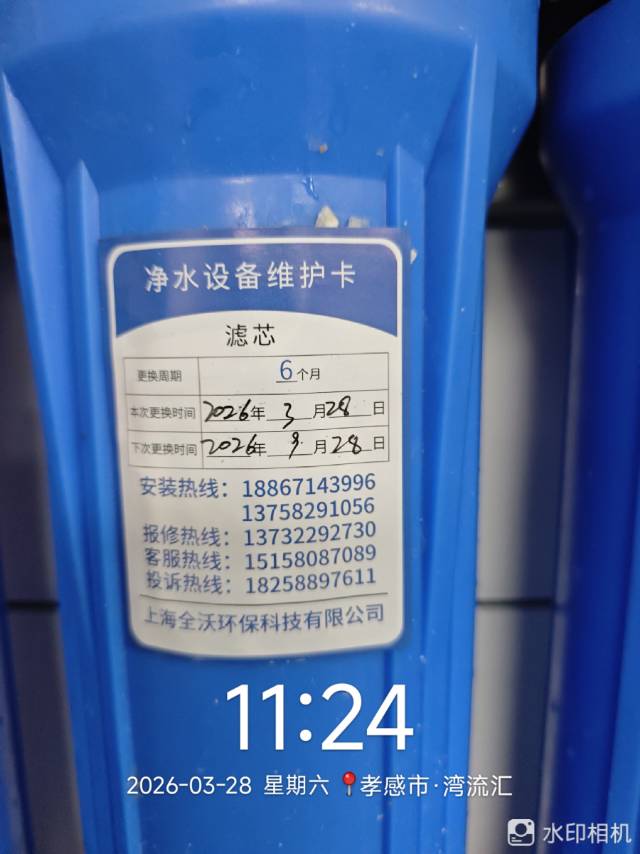 净水设备维护卡
滤芯
更换周期 6个月
本次更换时间 2026年 3 月 28 日
下次更换时间 2026年 9 月 28 日
安装热线：18867143996
13758291056
报修热线：13732292730
客服热线：15158087089
投诉热线：18258897611
上海全沃环保科技有限公司
11:24
2026-03-28 星期六 孝感市·湾流汇
水印相机